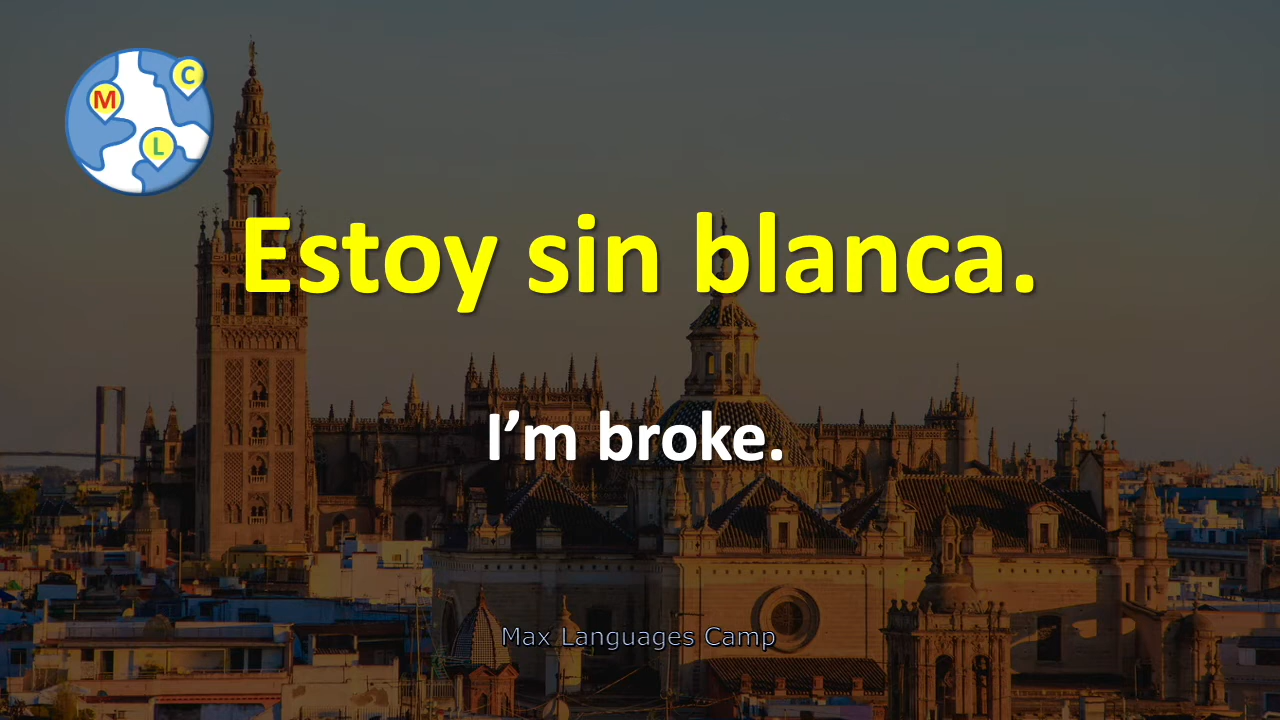 M
C
L
Estoy sin blanca.
I’m broke.
Max Languages Camp